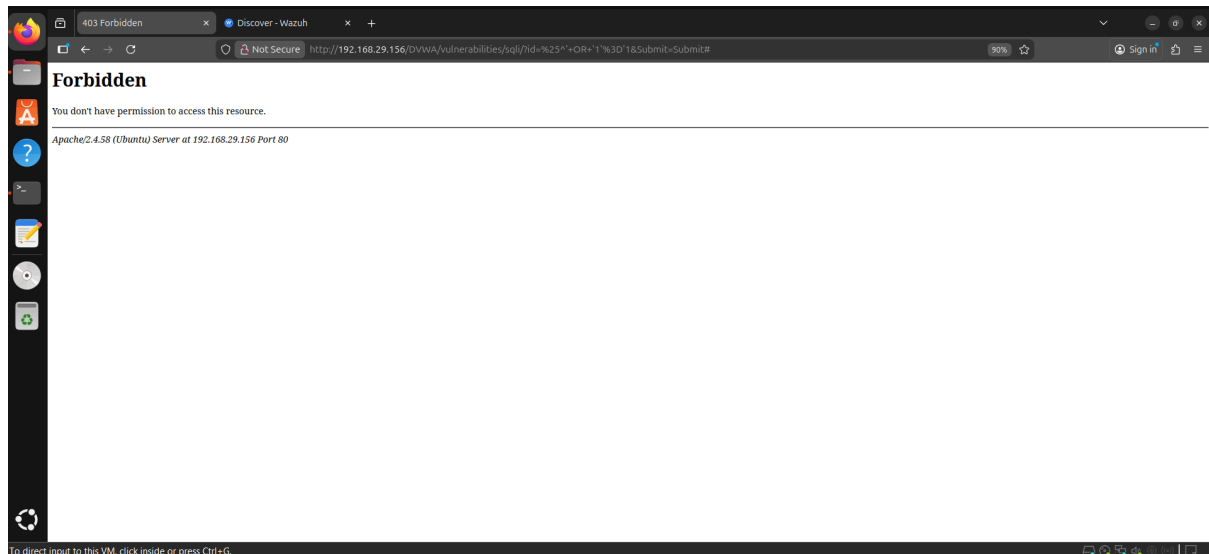 403 Forbidden
Discover - Wazuh
Not Secure http://192.168.29.156/DVWA/vulnerabilities/sqli/?id=%25^'+OR+'1'%3D'1&Submit=Submit#
90%
Sign in
Forbidden
You don't have permission to access this resource.
Apache/2.4.58 (Ubuntu) Server at 192.168.29.156 Port 80
To direct input to this VM, click inside or press Ctrl+G.